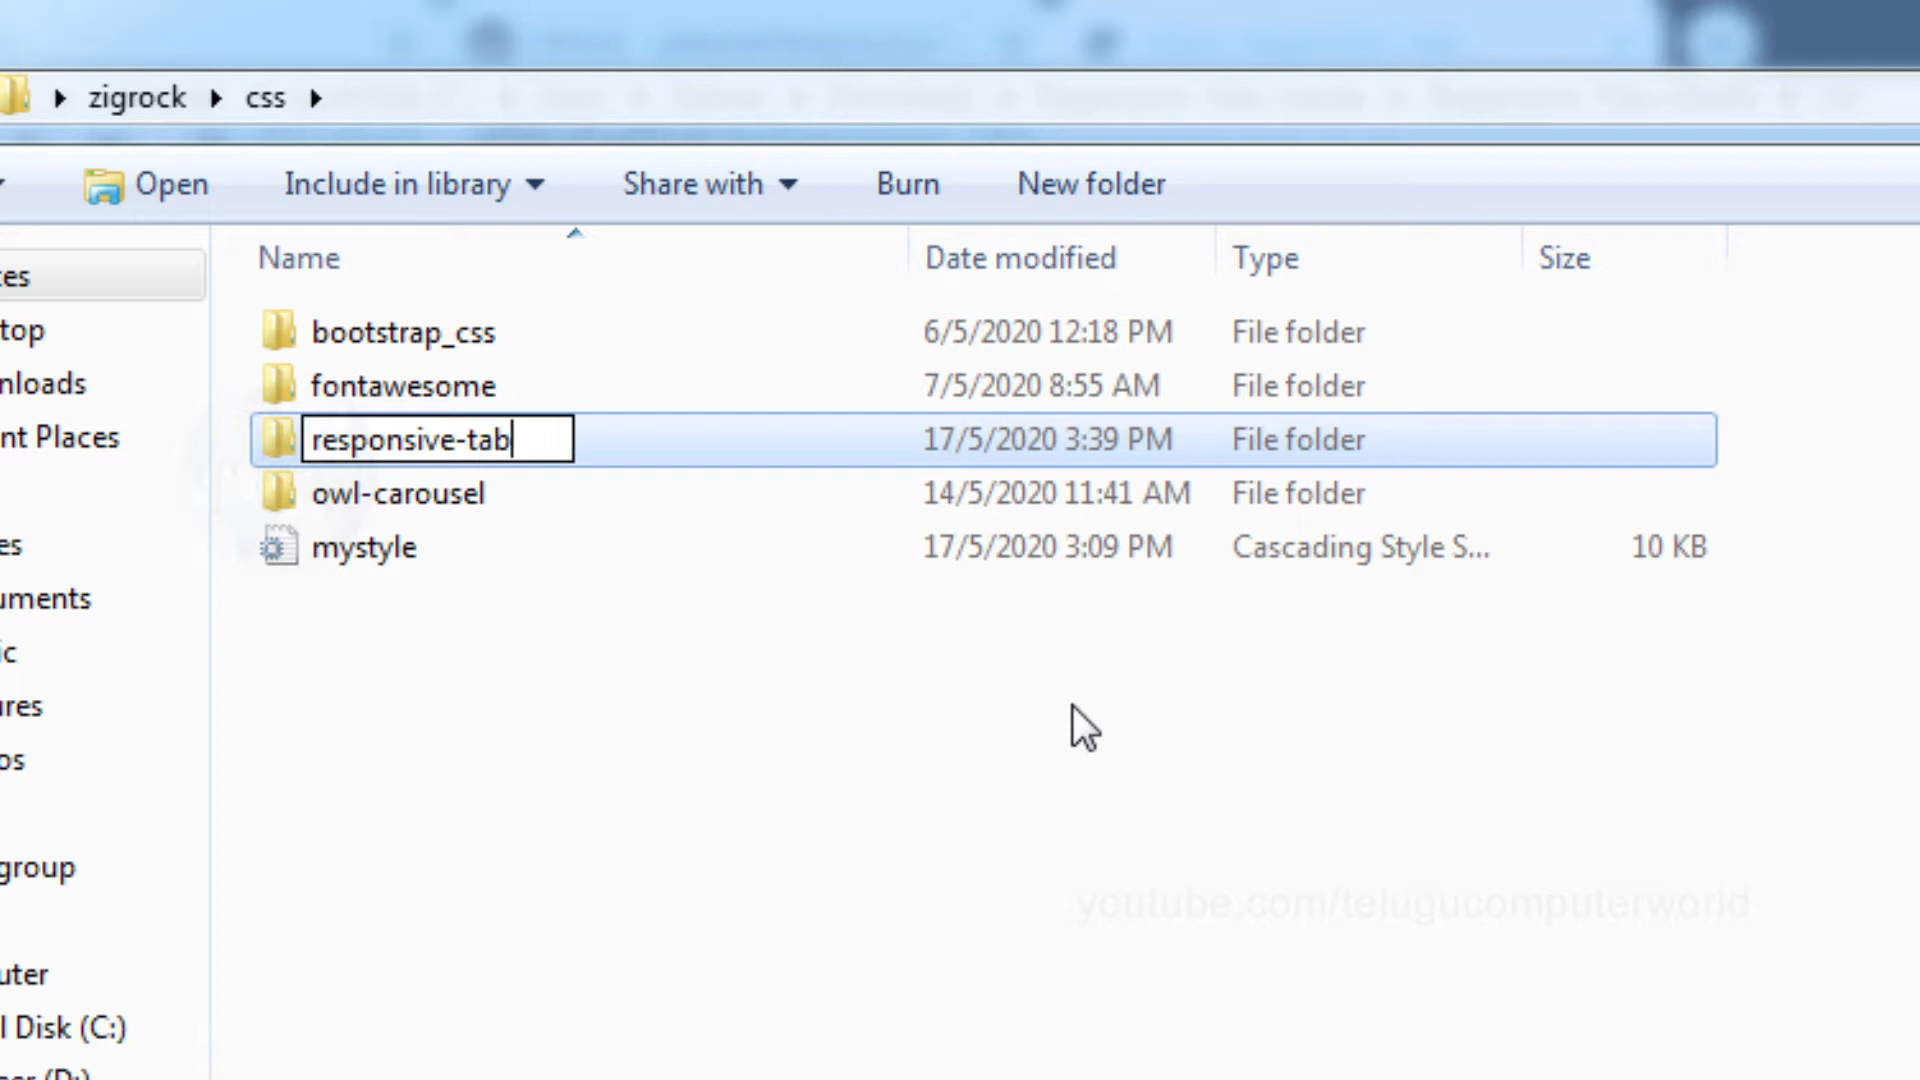 zigrock css
Open Include in library Share with Burn New folder
Name Date modified Type Size
bootstrap_css 6/5/2020 12:18 PM File folder
fontawesome 7/5/2020 8:55 AM File folder
responsive-tab 17/5/2020 3:39 PM File folder
owl-carousel 14/5/2020 11:41 AM File folder
mystyle 17/5/2020 3:09 PM Cascading Style S... 10 KB
es
top
nloads
nt Places
es
uments
ic
ures
os
group
uter
l Disk (C:)
youtube.com/telugucomputerworld